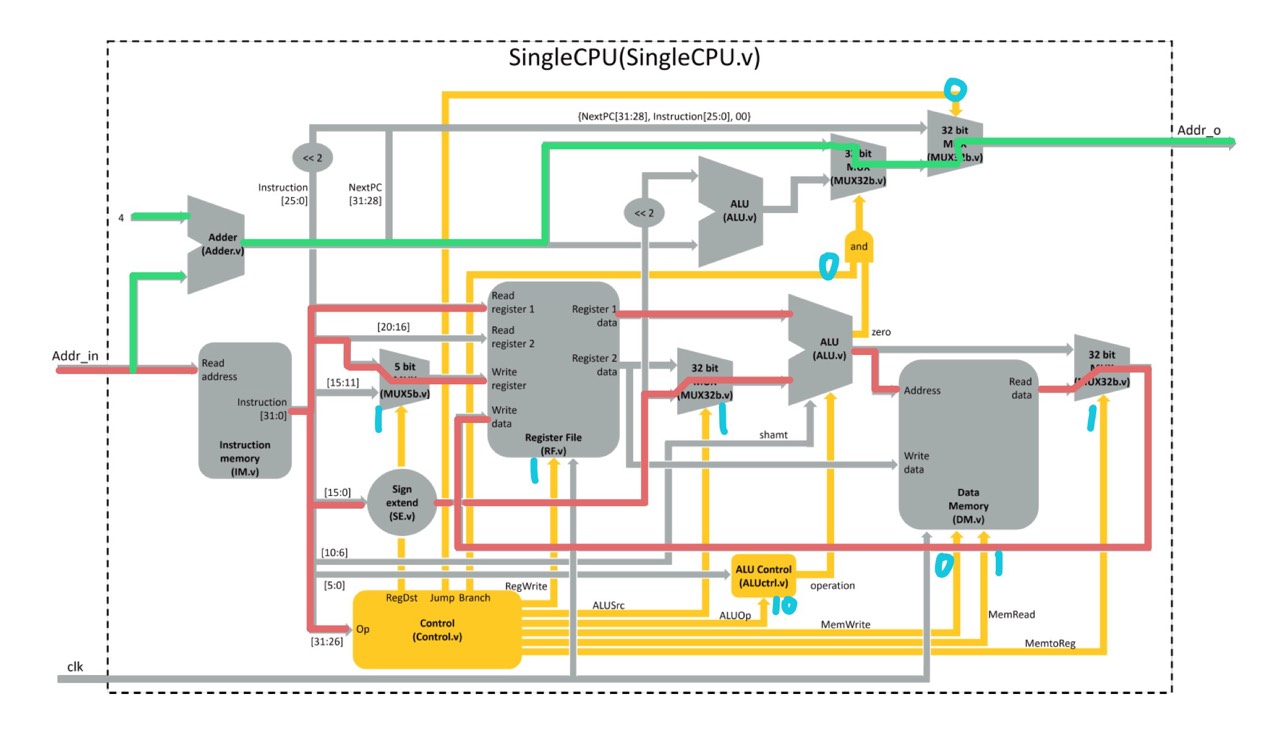 SingleCPU(SingleCPU.v)
0
{NextPC[31:28], Instruction[25:0], 00}
32 bit
(MUX32b.v)
Addr_o
<< 2
32 bit
MUX
(MUX32b.v)
Instruction
[25:0]
NextPC
[31:28]
<< 2
ALU
(ALU.v)
4
Adder
(Adder.v)
and
0
Read
register 1
Register 1
data
[20:16]
Read
register 2
zero
ALU
(ALU.v)
Addr_in
Read
address
5 bit
(MUX5b.v)
Write
register
Register 2
data
32 bit
(MUX32b.v)
32 bit
(MUX32b.v)
Address
Read
data
[15:11]
Instruction
[31:0]
1
Write
data
1
1
Instruction
memory
(IM.v)
Register File
(RF.v)
shamt
Write
data
1
[15:0]
Sign
extend
(SE.v)
Data
Memory
(DM.v)
[10:6]
[5:0]
ALU Control
(ALUctrl.v)
0
1
operation
10
RegDst Jump Branch
RegWrite
ALUSrc
ALUOp
MemWrite
MemRead
MemtoReg
Op
Control
(Control.v)
[31:26]
clk